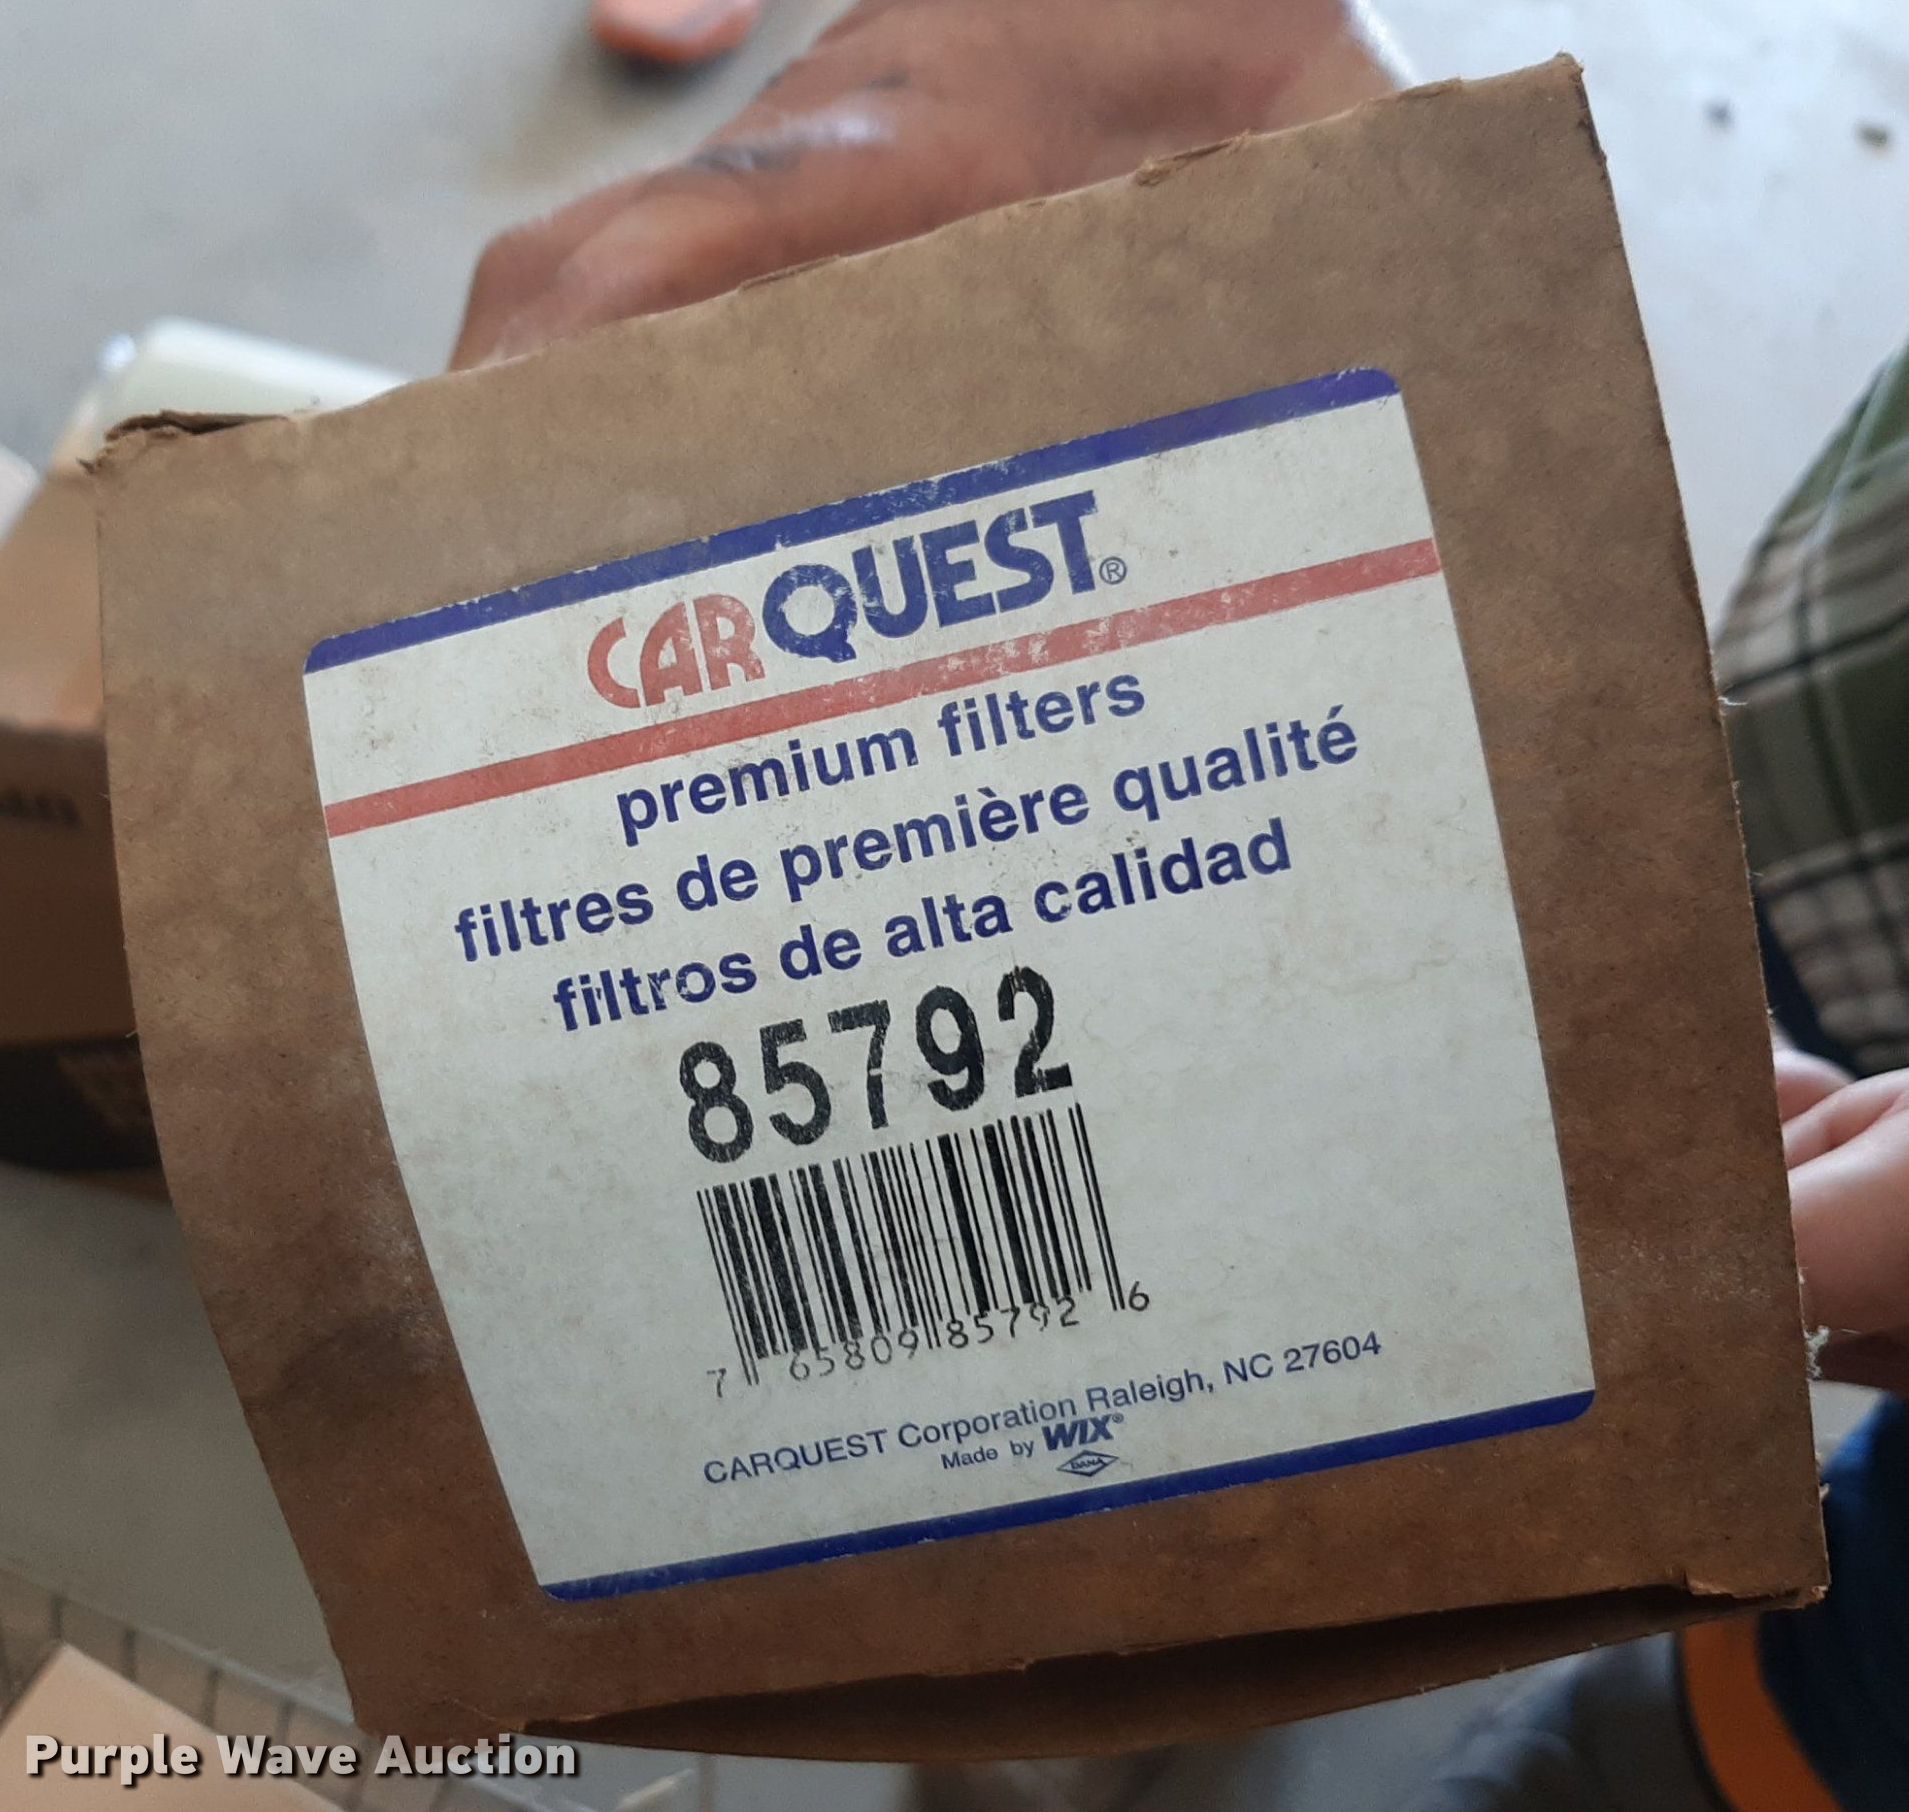 CARQUEST®
premium filters
filtres de première qualité
filtros de alta calidad
85792
7 65809 85792 6
CARQUEST Corporation Raleigh, NC 27604
Made by WIX®
DANA
Purple Wave Auction